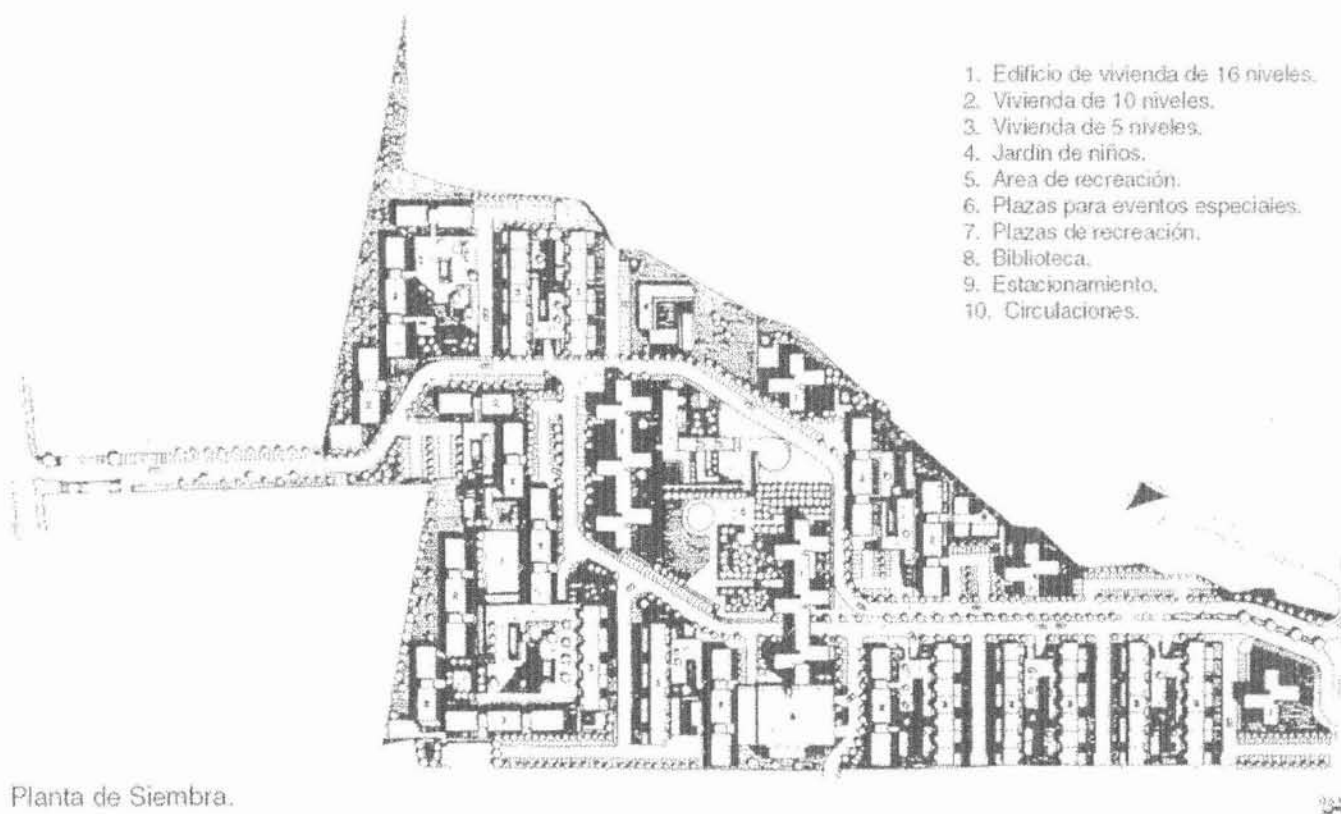 1. Edificio de vivienda de 16 niveles.
2. Vivienda de 10 niveles.
3. Vivienda de 5 niveles.
4. Jardín de niños.
5. Area de recreación.
6. Plazas para eventos especiales.
7. Plazas de recreación.
8. Biblioteca.
9. Estacionamiento.
10. Circulaciones.
Planta de Siembra.